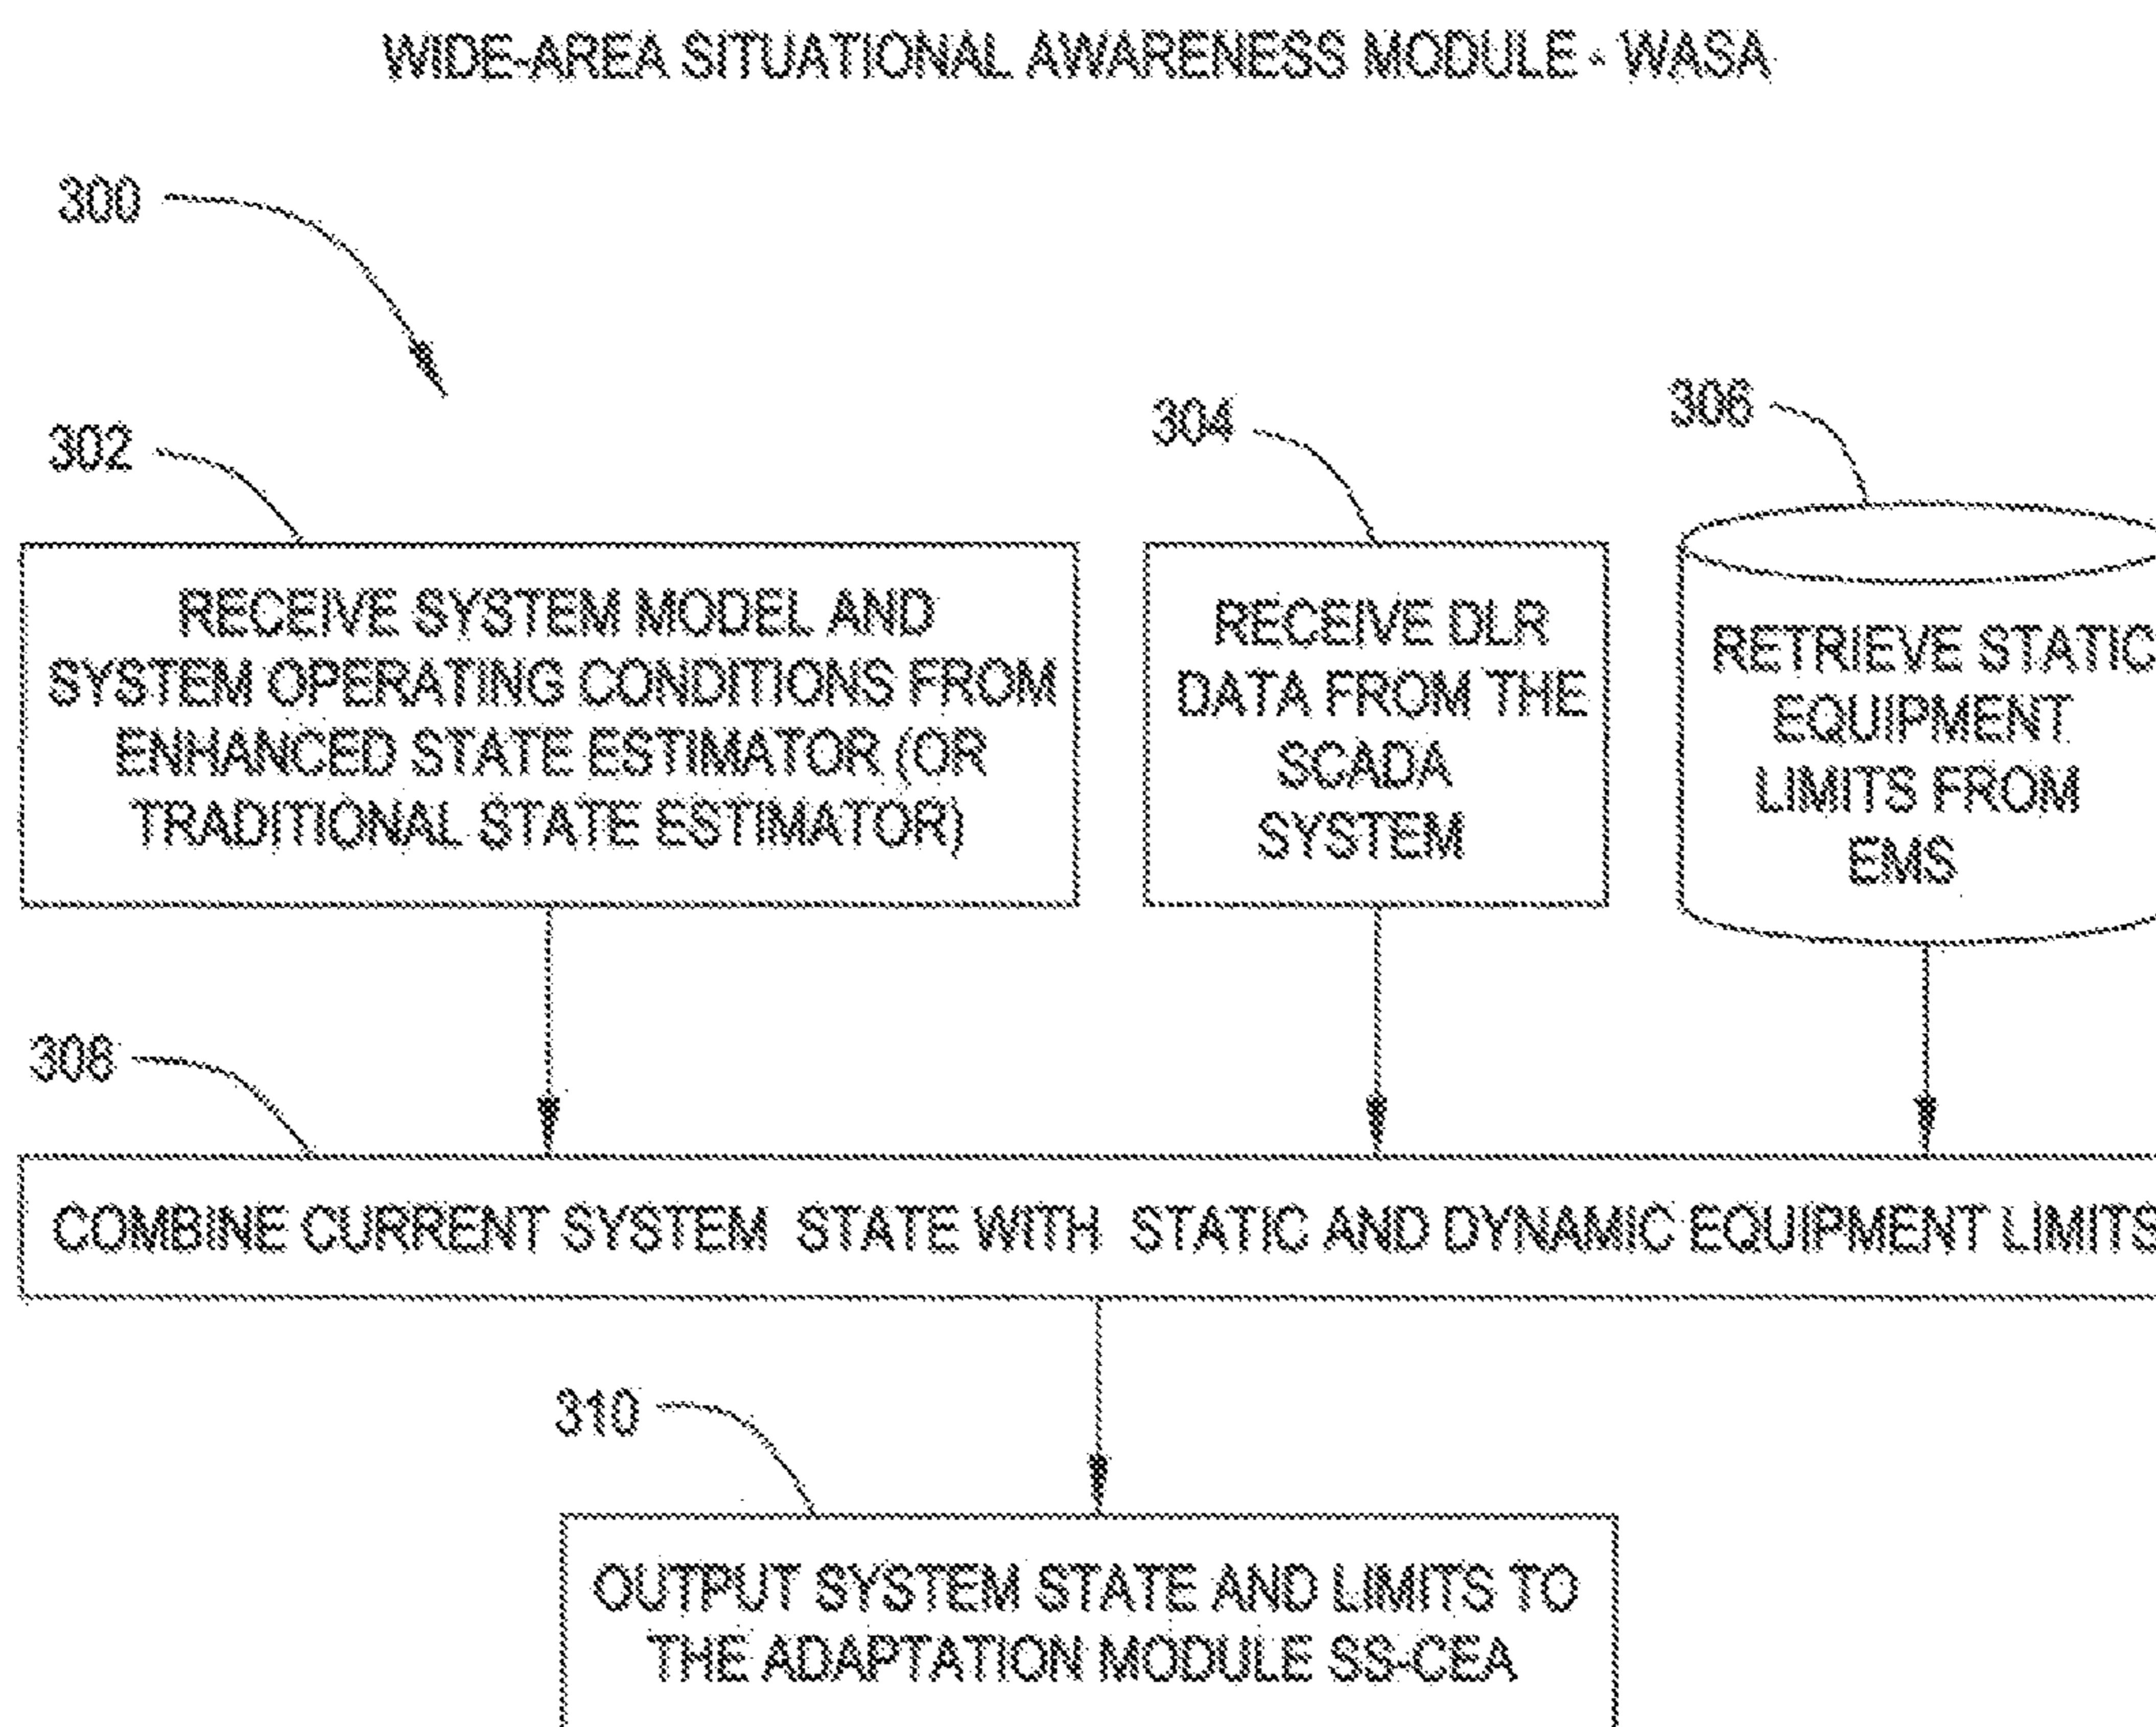 WIDE-AREA SITUATIONAL AWARENESS MODULE - WASA
300
302
304
306
RECEIVE SYSTEM MODEL AND
SYSTEM OPERATING CONDITIONS FROM
ENHANCED STATE ESTIMATOR (OR
TRADITIONAL STATE ESTIMATOR)
RECEIVE DLR
DATA FROM THE
SCADA
SYSTEM
RETRIEVE STATIC
EQUIPMENT
LIMITS FROM
EMS
308
COMBINE CURRENT SYSTEM STATE WITH STATIC AND DYNAMIC EQUIPMENT LIMITS
310
OUTPUT SYSTEM STATE AND LIMITS TO
THE ADAPTATION MODULE SS-CEA